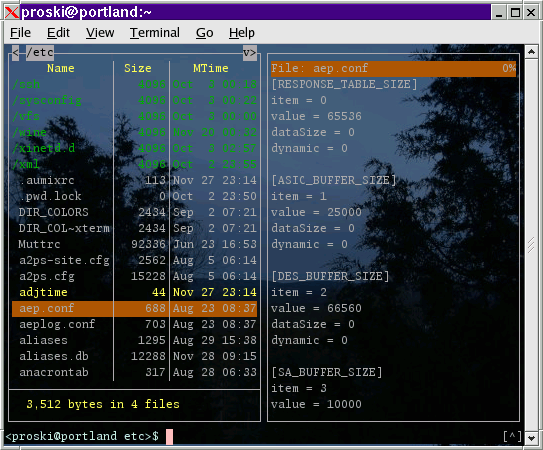 proski@portland:~
File Edit View Terminal Go Help
< /etc v>
Name Size MTime
/ssh 4096 Oct 3 00:18
/sysconfig 4096 Oct 3 00:22
/vfs 4096 Oct 3 00:00
/wine 4096 Nov 20 00:32
/xinetd.d 4096 Oct 3 02:57
/xml 4096 Oct 2 23:55
.aumixrc 113 Nov 27 23:14
.pwd.lock 0 Oct 2 23:50
DIR_COLORS 2434 Sep 2 07:21
DIR_COL~xterm 2434 Sep 2 07:21
Muttrc 92336 Jun 23 16:53
a2ps-site.cfg 2562 Aug 5 06:14
a2ps.cfg 15228 Aug 5 06:14
adjtime 44 Nov 27 23:14
aep.conf 688 Aug 23 08:37
aeplog.conf 703 Aug 23 08:37
aliases 1295 Aug 29 15:38
aliases.db 12288 Nov 28 09:15
anacrontab 317 Aug 28 06:33
3,512 bytes in 4 files
File: aep.conf 0%
[RESPONSE_TABLE_SIZE]
item = 0
value = 65536
dataSize = 0
dynamic = 0
[ASIC_BUFFER_SIZE]
item = 1
value = 25000
dataSize = 0
dynamic = 0
[DES_BUFFER_SIZE]
item = 2
value = 66560
dataSize = 0
dynamic = 0
[SA_BUFFER_SIZE]
item = 3
value = 10000
<proski@portland etc>$ [^]